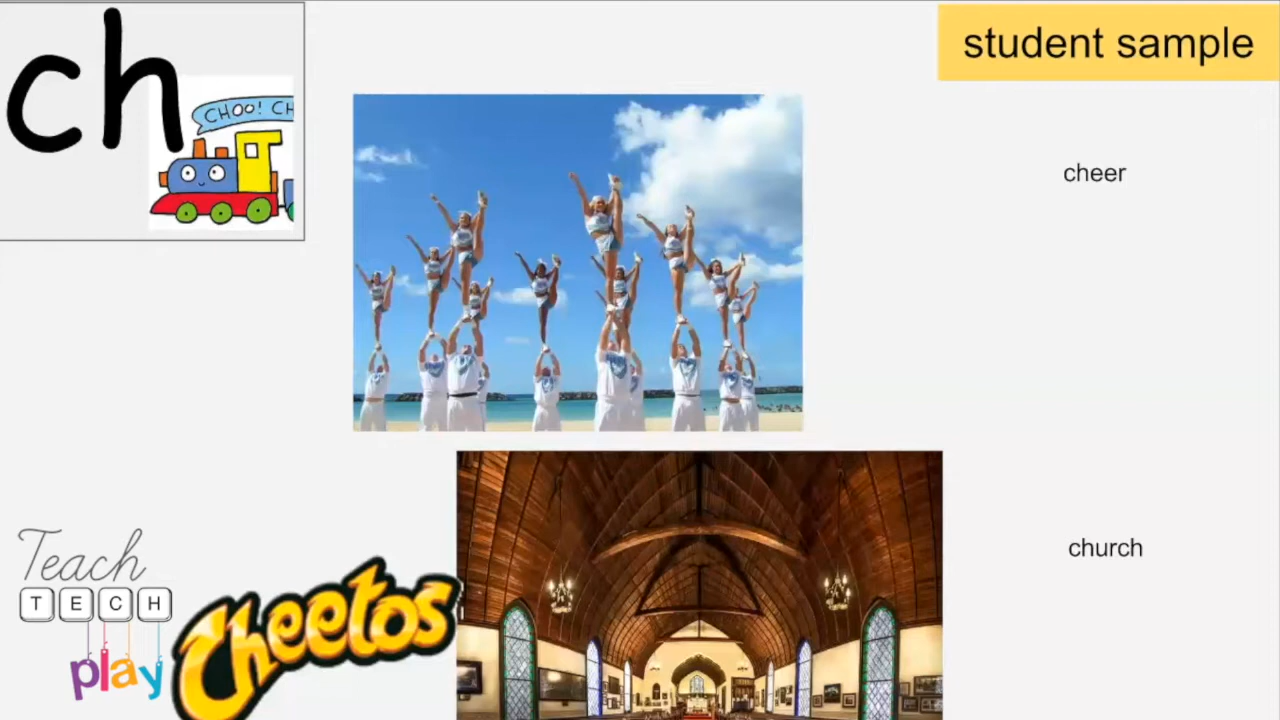 ch
CHOO! CH
student sample
cheer
church
Teach
TECH
play
Cheetos